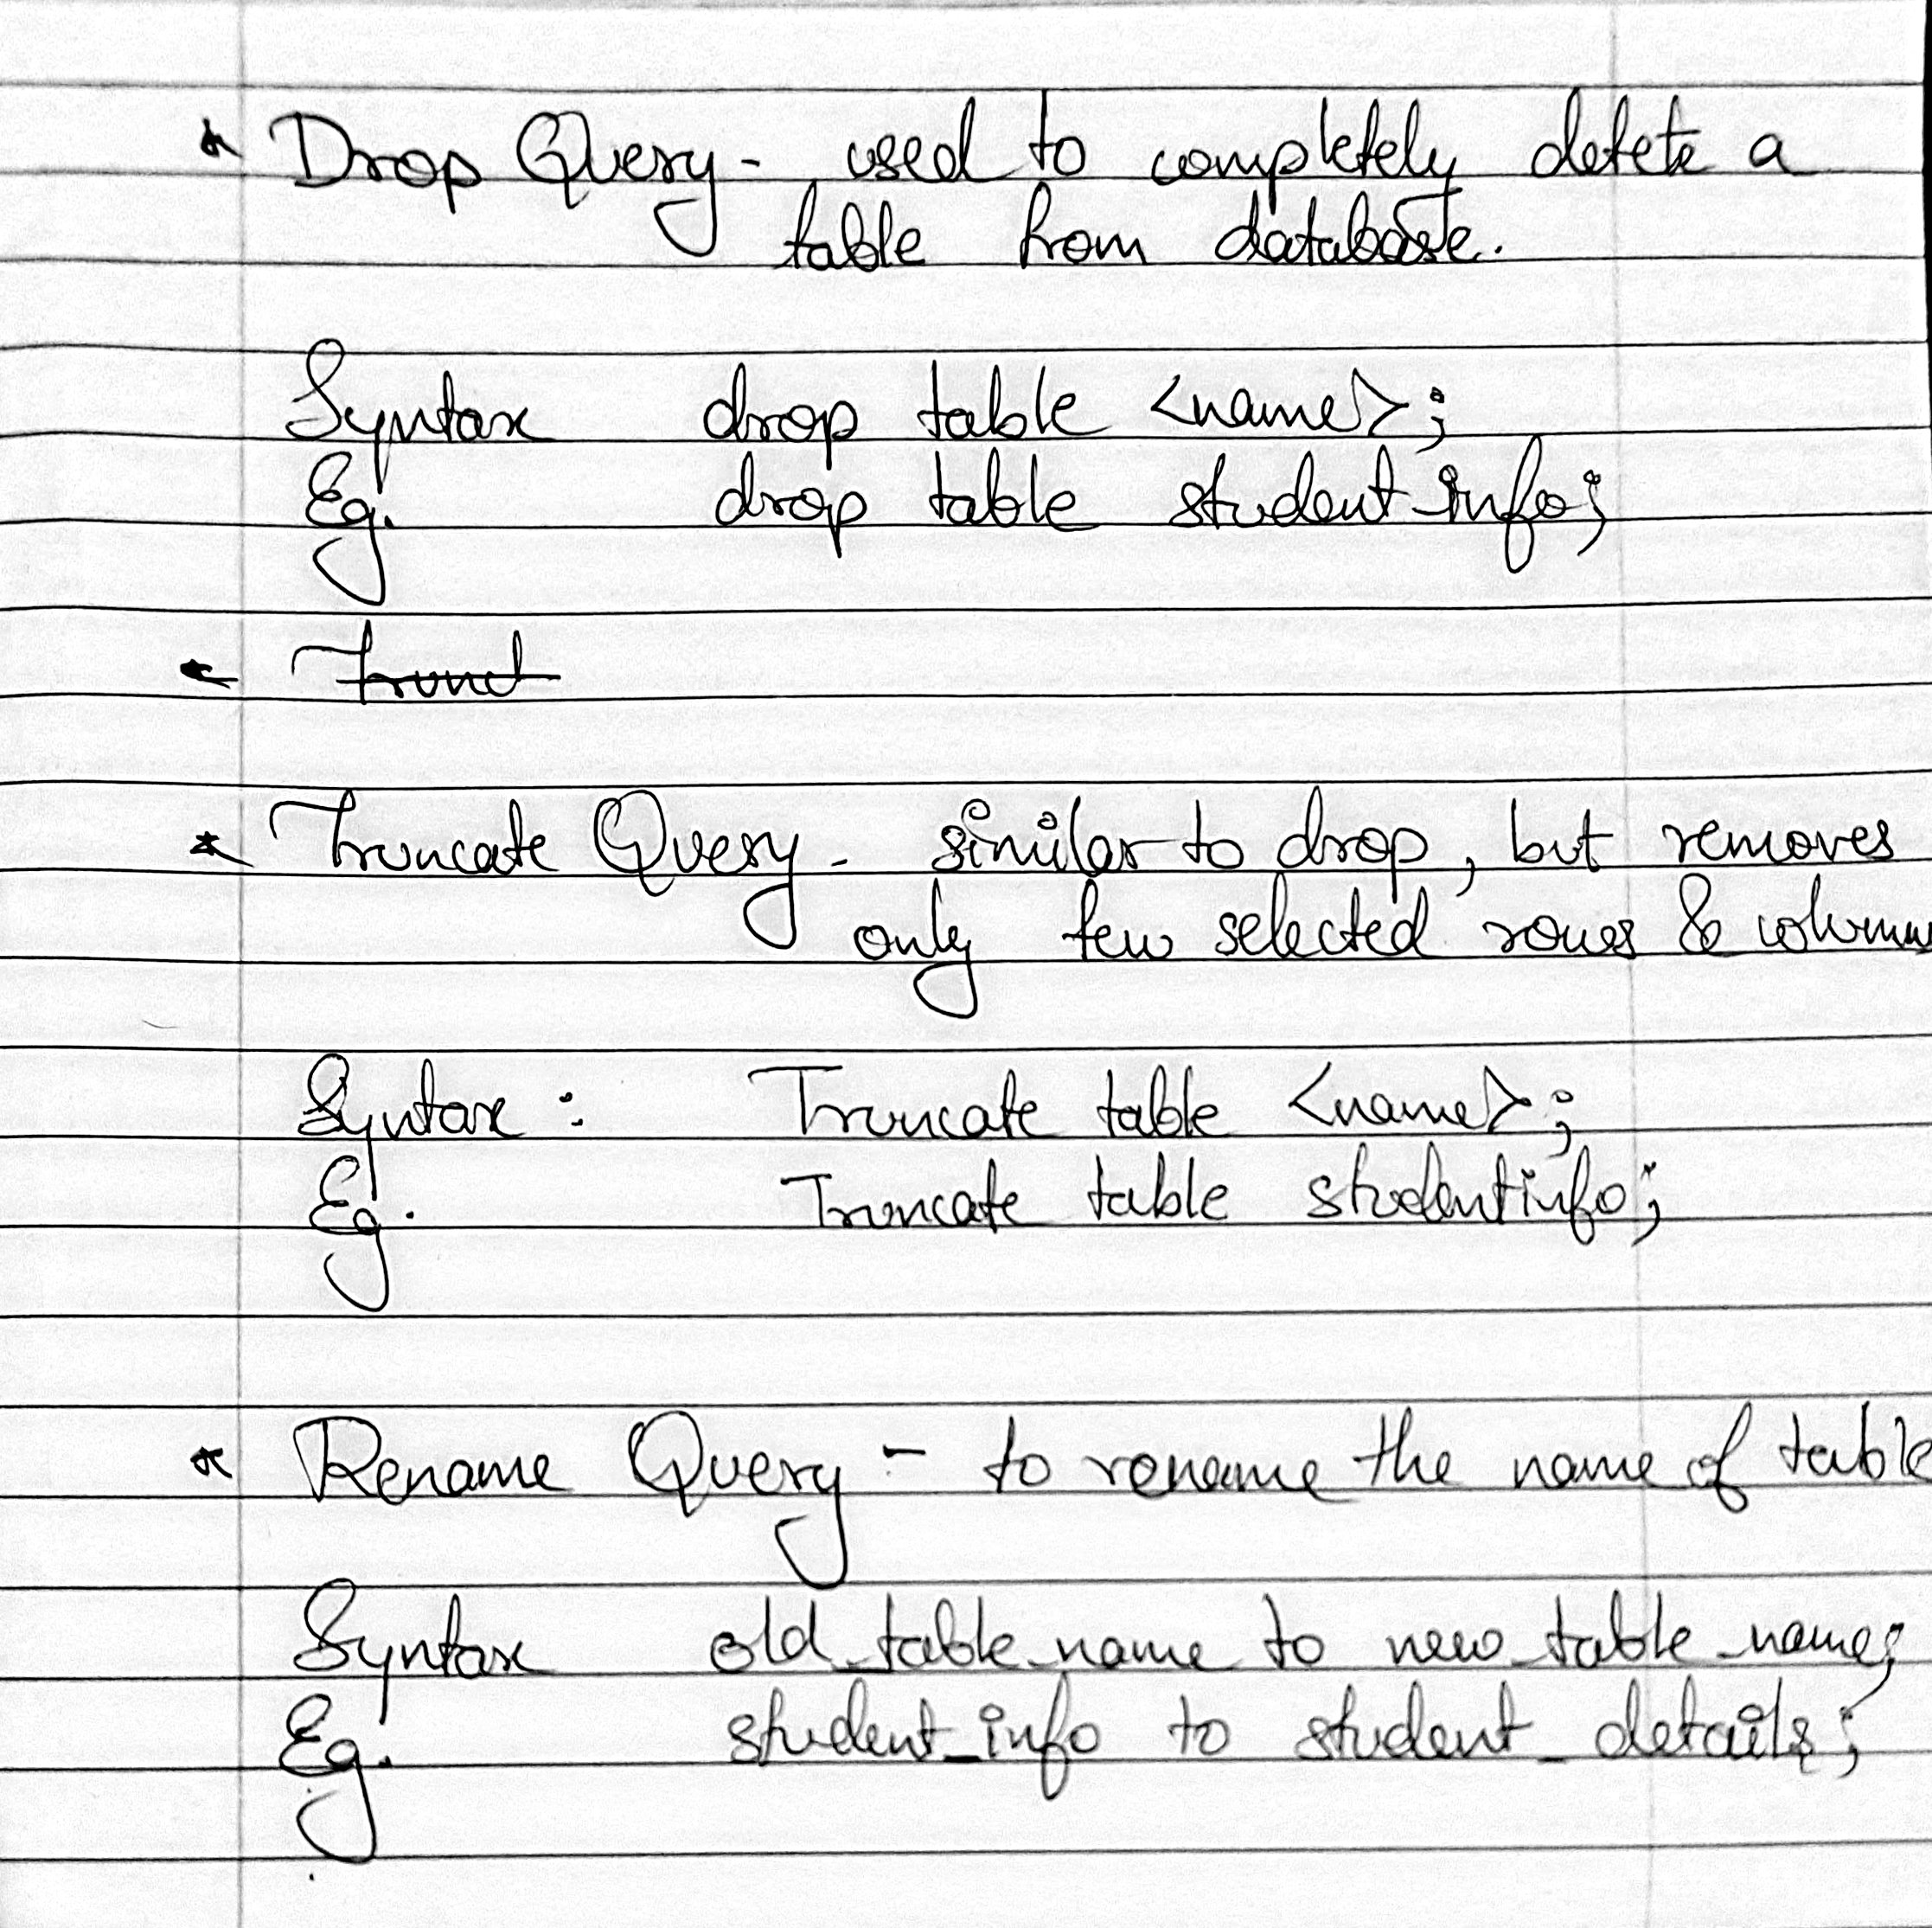 * Drop Query - used to completely delete a
table from database.
Syntax drop table <name>;
Eg. drop table student_info;
* Trunct
* Truncate Query - similar to drop, but removes
only few selected rows & columns
Syntax : Truncate table <name>;
Eg. Truncate table studentinfo;
* Rename Query - to rename the name of table
Syntax old_table_name to new_table_name;
Eg. student_info to student_details;